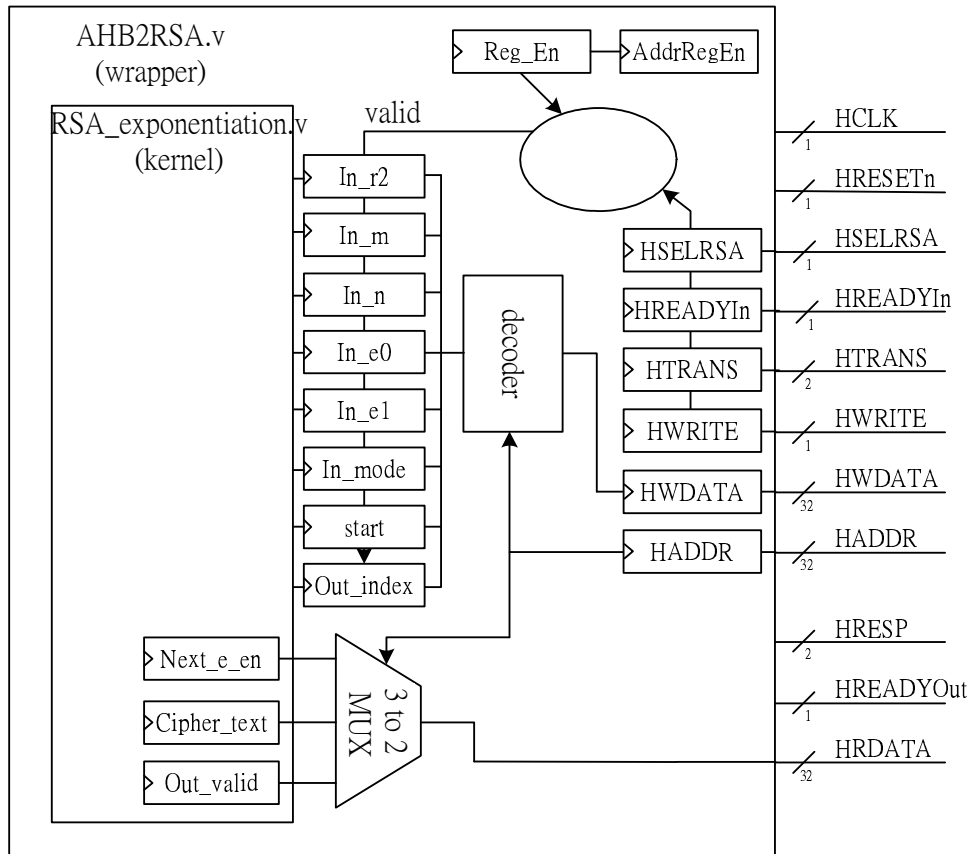 AHB2RSA.v
(wrapper)
Reg_En
AddrRegEn
RSA_exponentiation.v
(kernel)
valid
In_r2
In_m
In_n
In_e0
In_e1
In_mode
start
Out_index
decoder
HSELRSA
HREADYIn
HTRANS
HWRITE
HWDATA
HADDR
Next_e_en
Cipher_text
Out_valid
3 to 2
MUX
HCLK
1
HRESETn
1
HSELRSA
1
HREADYIn
1
HTRANS
2
HWRITE
1
HWDATA
32
HADDR
32
HRESP
2
HREADYOut
1
HRDATA
32